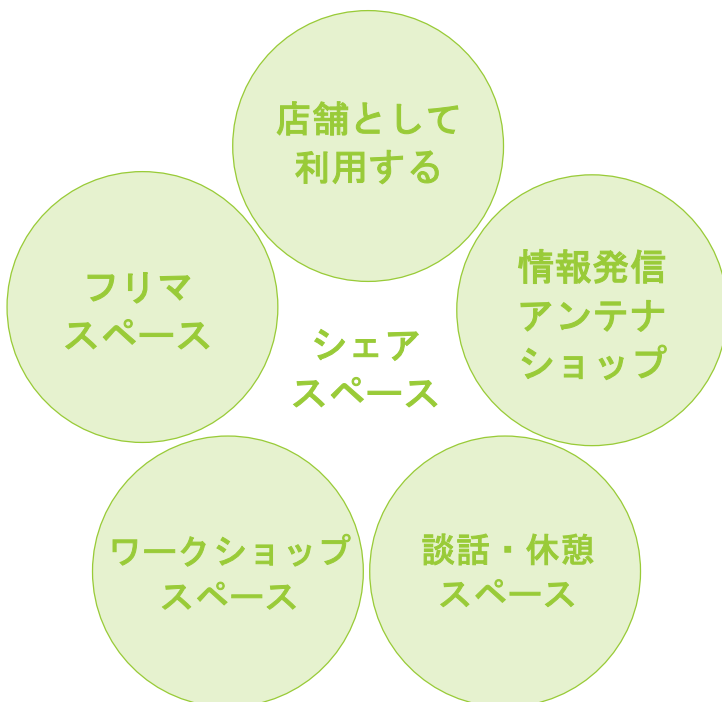 店舗として
利用する
情報発信
アンテナ
ショップ
フリマ
スペース
シェア
スペース
ワークショップ
スペース
談話・休憩
スペース